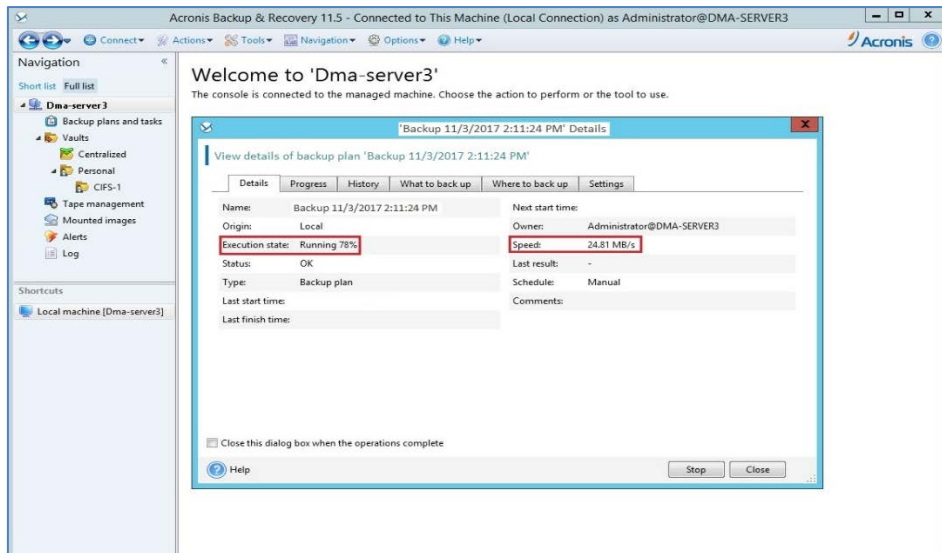 Acronis Backup & Recovery 11.5 - Connected to This Machine (Local Connection) as Administrator@DMA-SERVER3
Connect Actions Tools Navigation Options Help Acronis
Navigation
Short list Full list
Dma-server3
Backup plans and tasks
Vaults
Centralized
Personal
CIFS-1
Tape management
Mounted images
Alerts
Log
Shortcuts
Local machine [Dma-server3]
Welcome to 'Dma-server3'
The console is connected to the managed machine. Choose the action to perform or the tool to use.
'Backup 11/3/2017 2:11:24 PM' Details
View details of backup plan 'Backup 11/3/2017 2:11:24 PM'
Details Progress History What to back up Where to back up Settings
Name: Backup 11/3/2017 2:11:24 PM Next start time:
Origin: Local Owner: Administrator@DMA-SERVER3
Execution state: Running 78% Speed: 24.81 MB/s
Status: OK Last result: -
Type: Backup plan Schedule: Manual
Last start time: Comments:
Last finish time:
Close this dialog box when the operations complete
Help Stop Close